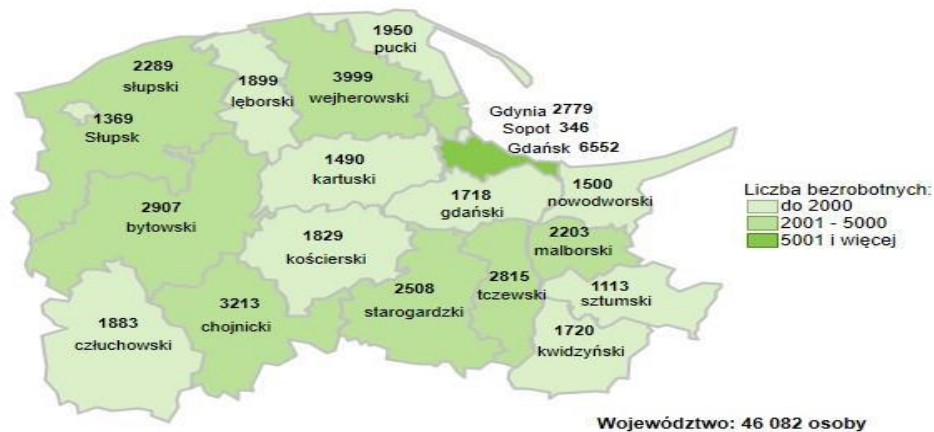 1950
pucki
2289
słupski
1899
lęborski
3999
wejherowski
1369
Słupsk
Gdynia 2779
Sopot 346
Gdańsk 6552
1490
kartuski
1718
gdański
1500
nowodworski
2907
bytowski
1829
kościerski
2203
malborski
2815
tczewski
1113
sztumski
1883
człuchowski
3213
chojnicki
2508
starogardzki
1720
kwidzyński
Liczba bezrobotnych:
do 2000
2001 - 5000
5001 i więcej
Województwo: 46 082 osoby